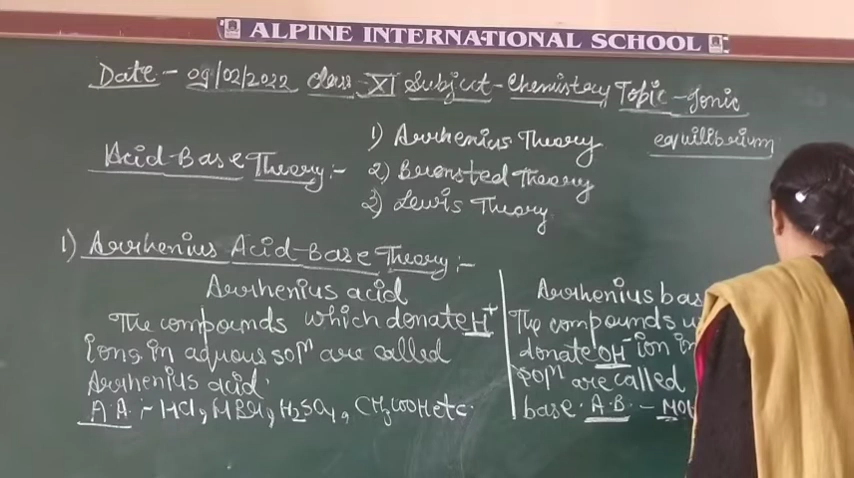 ALPINE INTERNATIONAL SCHOOL
Date - 09/02/2022 class - XI Subject - Chemistry Topic - Ionic
equilibrium
Acid-Base Theory :-
1) Arrhenius Theory
2) Bronsted Theory
3) Lewis Theory
1) Arrhenius Acid-Base Theory :-
Arrhenius acid
The compounds which donate H+
ions in aqueous solⁿ are called
Arrhenius acid.
A.A. :- HCl, HBr, H2SO4, CH3COOH etc.
Arrhenius bas
The compounds w
donate OH- ion in
solⁿ are called
base. A.B. - MOH